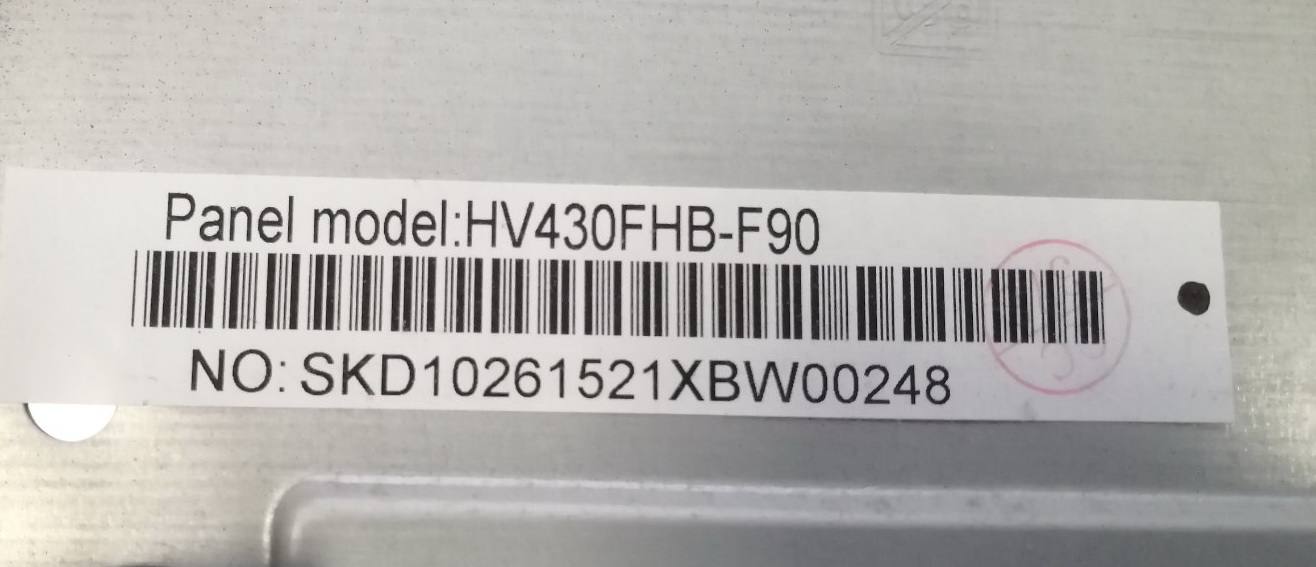 Panel model:HV430FHB-F90
NO: SKD10261521XBW00248